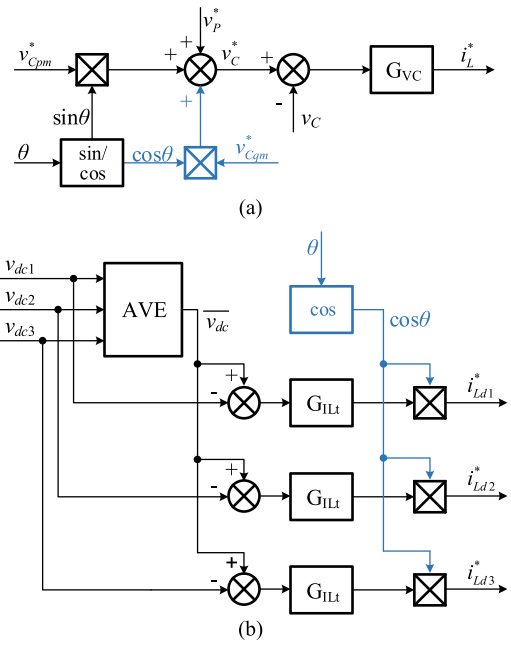 v*P
v*Cpm + + v*C + GVC i*L
sinθ + - vC
θ sin/cos cosθ v*Cqm
(a)
vdc1 θ
vdc2 AVE vdc cos
vdc3 cosθ
+ - GILt i*Ld1
+ - GILt i*Ld2
+ - GILt i*Ld3
(b)